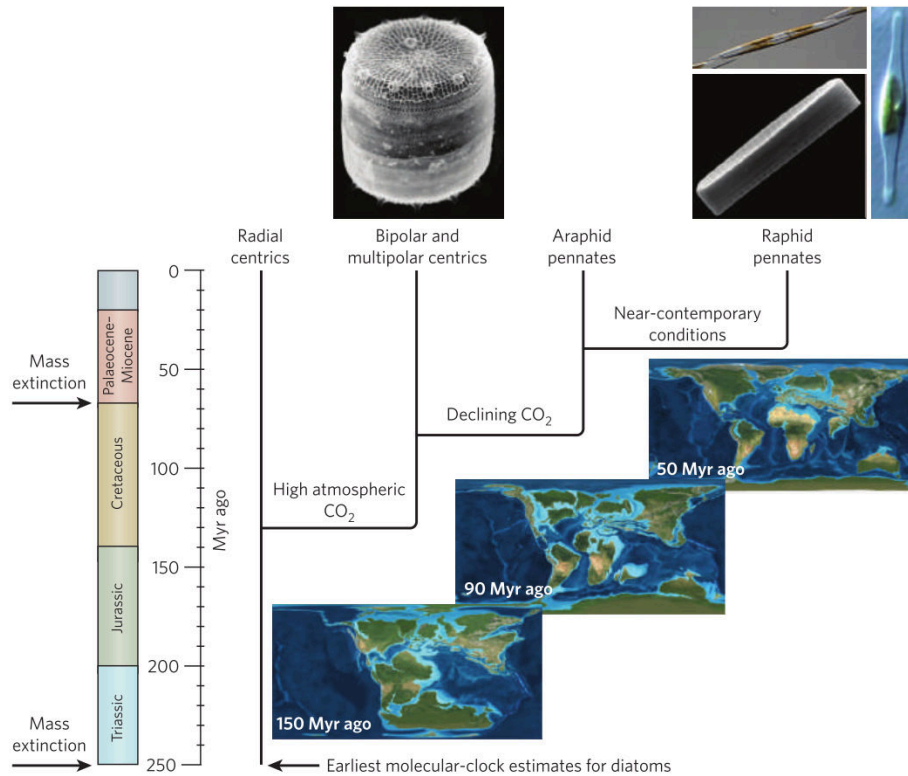 Radial
centrics
Bipolar and
multipolar centrics
Araphid
pennates
Raphid
pennates
0
50
100
150
200
250
Myr ago
Palaeocene–
Miocene
Cretaceous
Jurassic
Triassic
Mass
extinction
Mass
extinction
Near-contemporary
conditions
Declining CO₂
High atmospheric
CO₂
50 Myr ago
90 Myr ago
150 Myr ago
Earliest molecular-clock estimates for diatoms